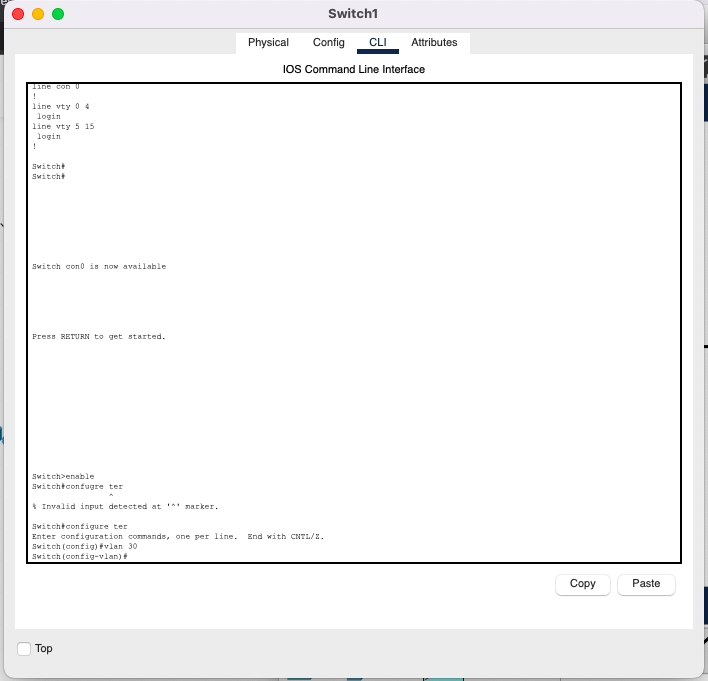 Switch1
Physical Config CLI Attributes
IOS Command Line Interface
line con 0
!
line vty 0 4
login
line vty 5 15
login
!
Switch#
Switch#
Switch con0 is now available
Press RETURN to get started.
Switch>enable
Switch#confugre ter
^
% Invalid input detected at '^' marker.
Switch#configure ter
Enter configuration commands, one per line. End with CNTL/Z.
Switch(config)#vlan 30
Switch(config-vlan)#
Copy Paste
Top